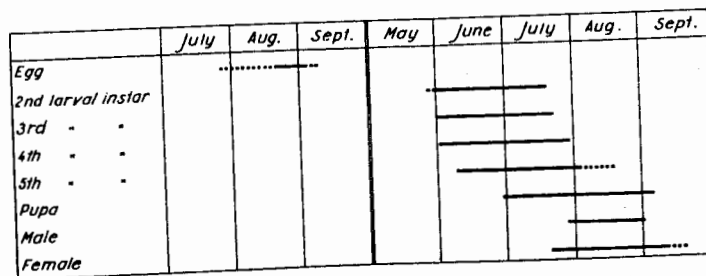 July Aug. Sept. May June July Aug. Sept.
Egg
2nd larval instar
3rd " "
4th " "
5th " "
Pupa
Male
Female